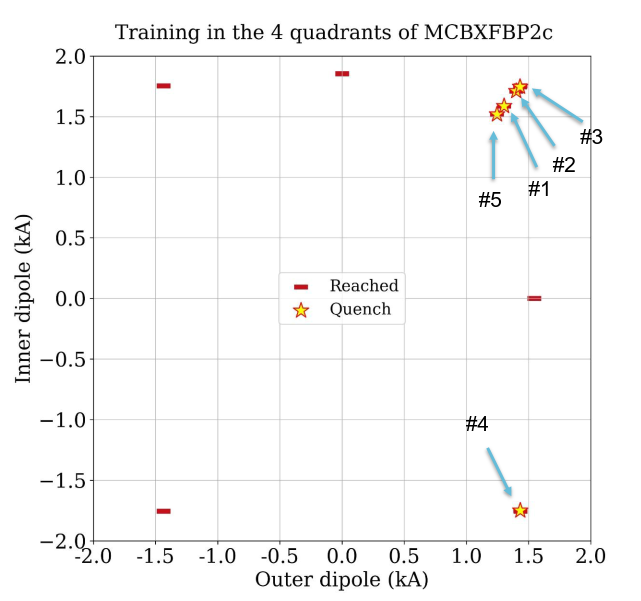 Training in the 4 quadrants of MCBXFBP2c
2.0
1.5
1.0
0.5
0.0
−0.5
−1.0
−1.5
−2.0
Inner dipole (kA)
#3
#2
#1
#5
Reached
Quench
#4
-2.0 -1.5 -1.0 -0.5 0.0 0.5 1.0 1.5 2.0
Outer dipole (kA)